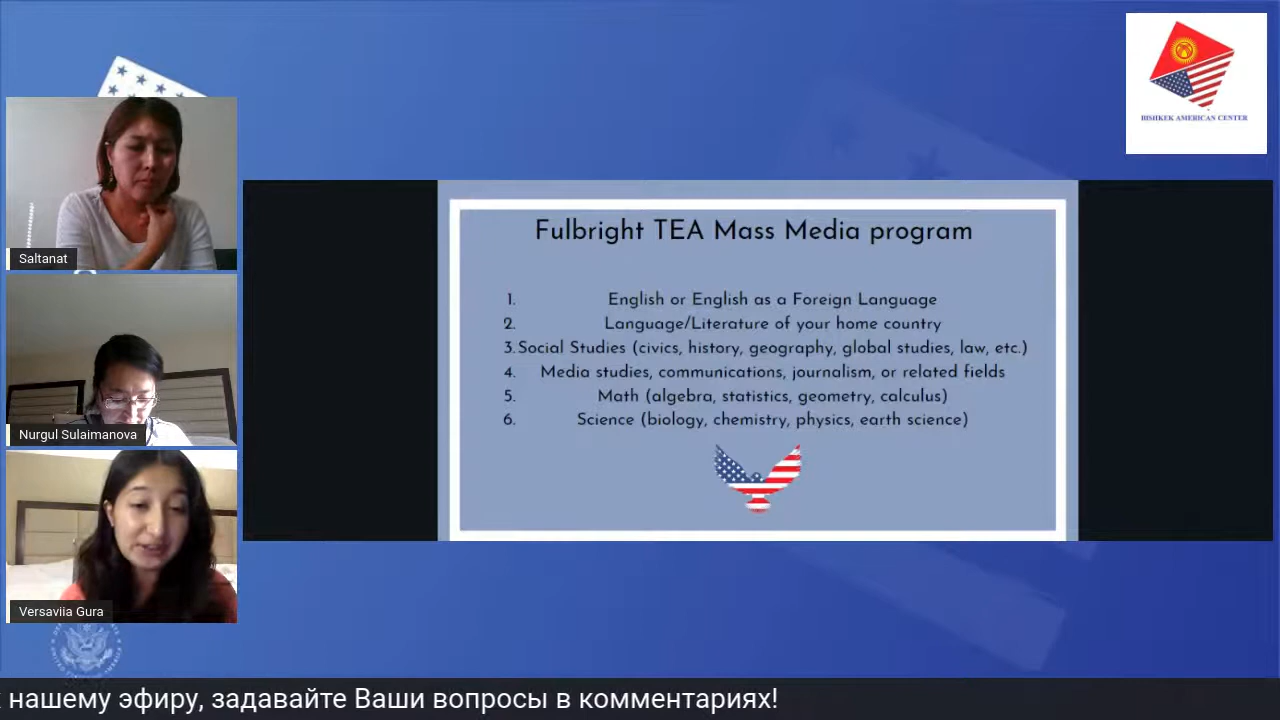 BISHKEK AMERICAN CENTER
Saltanat
Nurgul Sulaimanova
Versaviia Gura
Fulbright TEA Mass Media program
1. English or English as a Foreign Language
2. Language/Literature of your home country
3. Social Studies (civics, history, geography, global studies, law, etc.)
4. Media studies, communications, journalism, or related fields
5. Math (algebra, statistics, geometry, calculus)
6. Science (biology, chemistry, physics, earth science)
нашему эфиру, задавайте Ваши вопросы в комментариях!